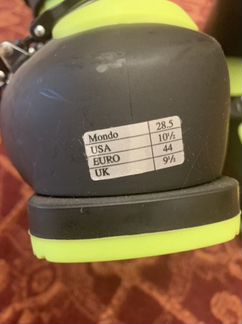 Mondo 28.5
USA 10½
EURO 44
UK 9½